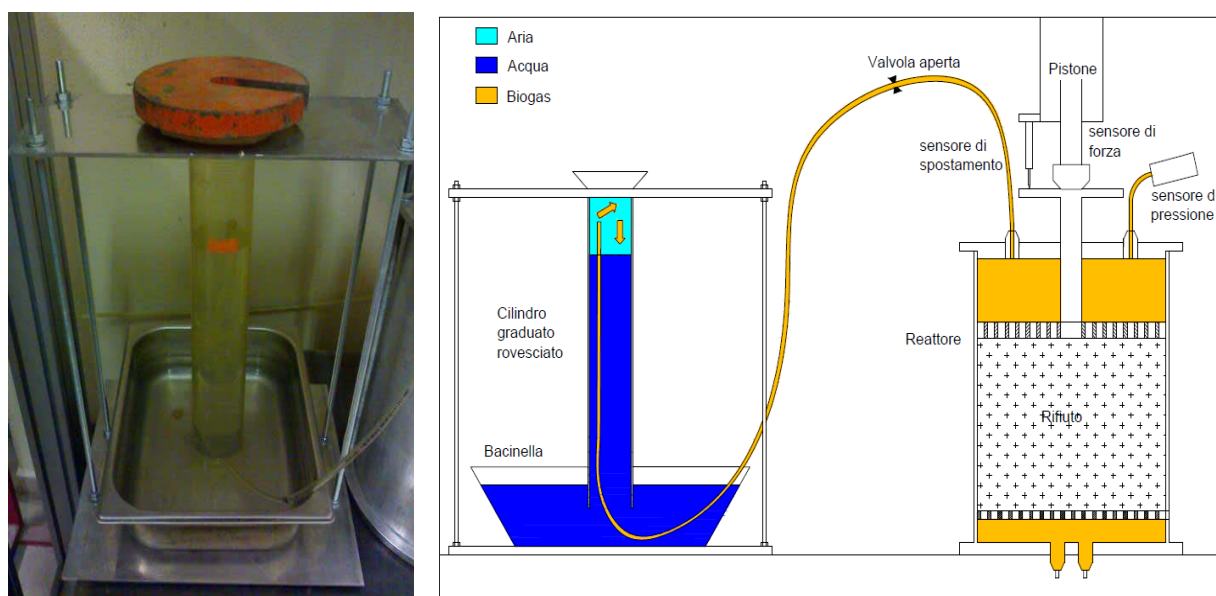 Aria
Acqua
Biogas
Valvola aperta
Pistone
sensore di
spostamento
sensore di
forza
sensore d
pressione
Cilindro
graduato
rovesciato
Reattore
Rifiuto
Bacinella